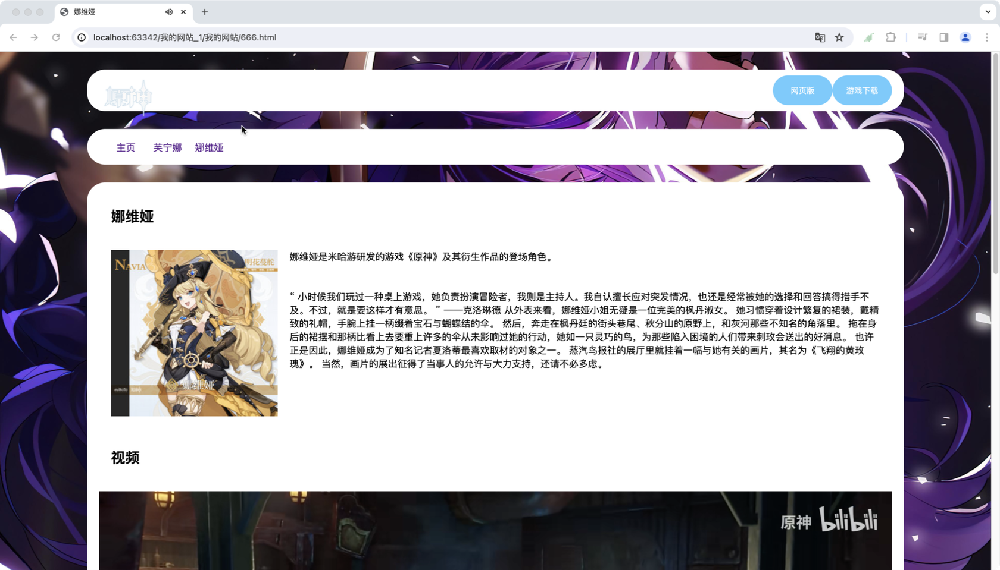 娜维娅
localhost:63342/我的网站_1/我的网站/666.html
原神
网页版
游戏下载
主页
芙宁娜
娜维娅
娜维娅
NAVIA
明花蔓舵
娜维娅
娜维娅是米哈游研发的游戏《原神》及其衍生作品的登场角色。
“ 小时候我们玩过一种桌上游戏，她负责扮演冒险者，我则是主持人。我自认擅长应对突发情况，也还是经常被她的选择和回答搞得措手不
及。不过，就是要这样才有意思。 ” ——克洛琳德 从外表来看，娜维娅小姐无疑是一位完美的枫丹淑女。 她习惯穿着设计繁复的裙装，戴精
致的礼帽，手腕上挂一柄缀着宝石与蝴蝶结的伞。 然后，奔走在枫丹廷的街头巷尾、秋分山的原野上，和灰河那些不知名的角落里。 拖在身
后的裙摆和那柄比看上去要重上许多的伞从未影响过她的行动，她如一只灵巧的鸟，为那些陷入困境的人们带来刺玫会送出的好消息。 也许
正是因此，娜维娅成为了知名记者夏洛蒂最喜欢取材的对象之一。 蒸汽鸟报社的展厅里就挂着一幅与她有关的画片，其名为《飞翔的黄玫
瑰》。 当然，画片的展出征得了当事人的允许与大力支持，还请不必多虑。
视频
原神 bilibili